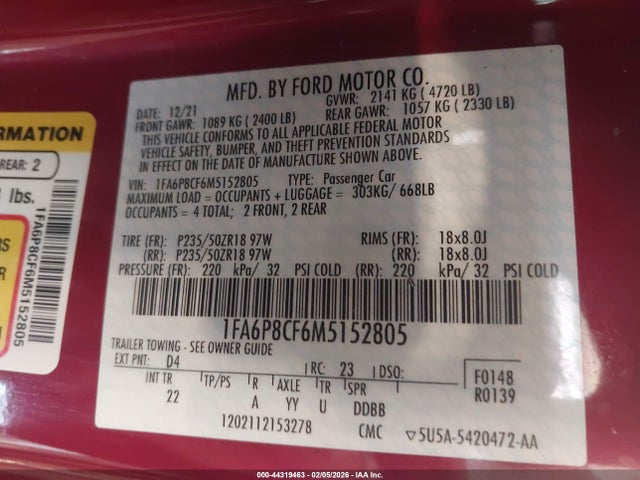 MFD. BY FORD MOTOR CO.
DATE: 12/21
GVWR: 2141 KG ( 4720 LB)
FRONT GAWR: 1089 KG ( 2400 LB)
REAR GAWR: 1057 KG ( 2330 LB)
THIS VEHICLE CONFORMS TO ALL APPLICABLE FEDERAL MOTOR
VEHICLE SAFETY, BUMPER, AND THEFT PREVENTION STANDARDS
IN EFFECT ON THE DATE OF MANUFACTURE SHOWN ABOVE.
VIN: 1FA6P8CF6M5152805 TYPE: Passenger Car
MAXIMUM LOAD = OCCUPANTS + LUGGAGE = 303KG/ 668LB
OCCUPANTS = 4 TOTAL; 2 FRONT, 2 REAR
TIRE (FR): P235/50ZR18 97W RIMS (FR): 18x8.0J
(RR): P235/50ZR18 97W (RR): 18x8.0J
PRESSURE (FR): 220 kPa/ 32 PSI COLD (RR): 220 kPa/ 32 PSI COLD
1FA6P8CF6M5152805
TRAILER TOWING - SEE OWNER GUIDE
EXT PNT: D4 RC: 23 DSO:
F0148
R0139
INT TR TP/PS R AXLE TR SPR
22 A YY U DDBB
1202112153278 CMC ▽5U5A-5420472-AA
ORMATION
REAR: 2
lbs.
RS
OR
1FA6P8CF6M5152805
000-44319463 - 02/05/2026 - IAA Inc.